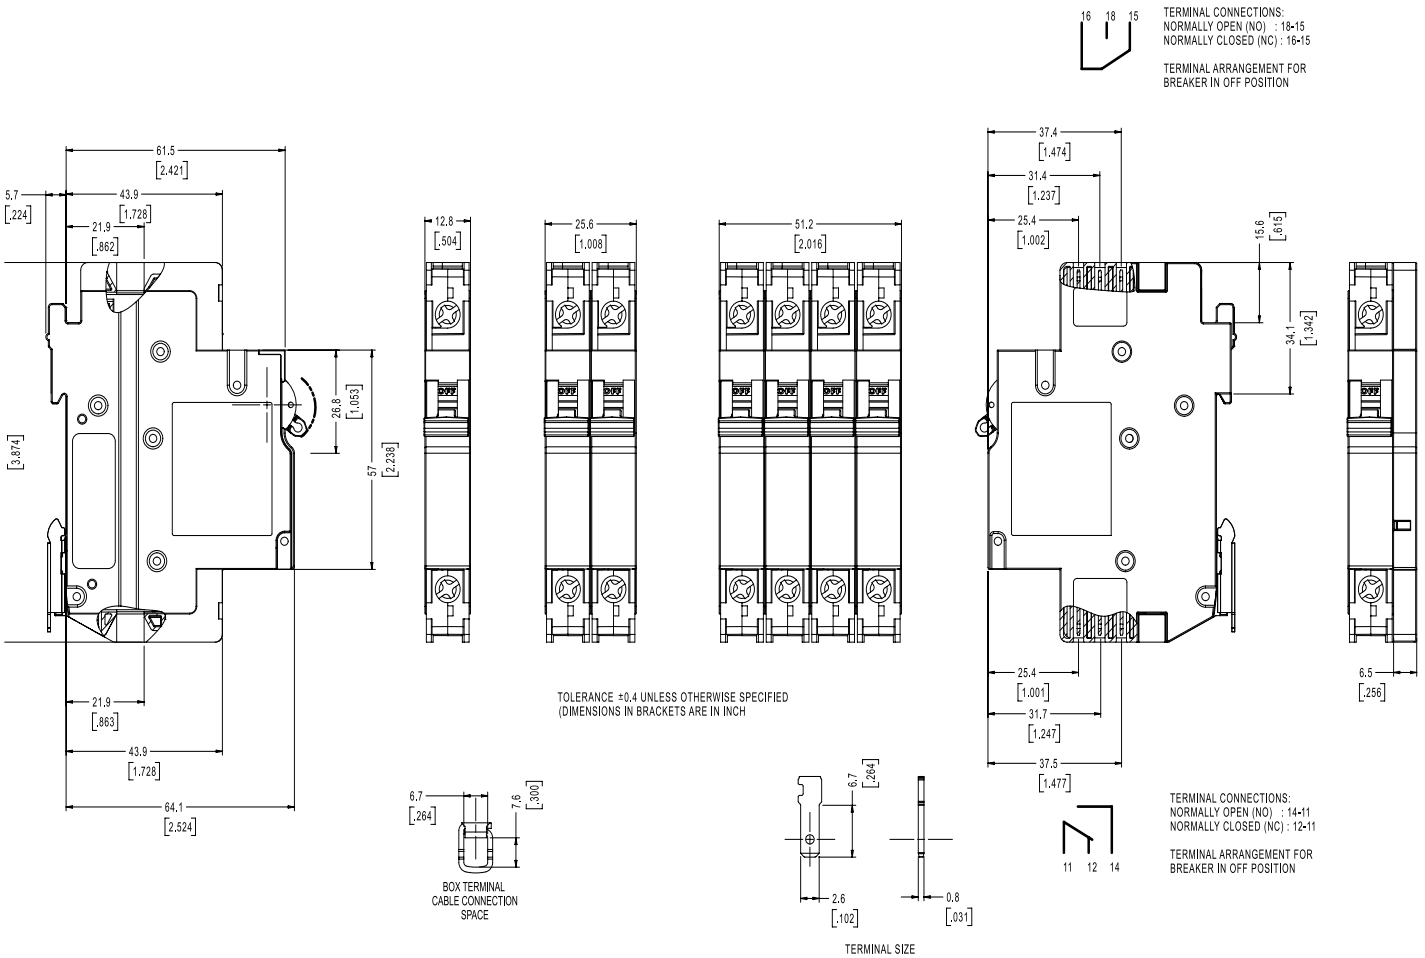 16 18 15
TERMINAL CONNECTIONS:
NORMALLY OPEN (NO) : 18-15
NORMALLY CLOSED (NC) : 16-15
TERMINAL ARRANGEMENT FOR
BREAKER IN OFF POSITION
61.5
[2.421]
5.7
[.224]
43.9
[1.728]
21.9
[.862]
[3.874]
26.8
[1.053]
57
[2.238]
21.9
[.863]
43.9
[1.728]
64.1
[2.524]
12.8
[.504]
OFF
25.6
[1.008]
OFF OFF
51.2
[2.016]
OFF OFF OFF OFF
37.4
[1.474]
31.4
[1.237]
25.4
[1.002]
15.6
[.615]
34.1
[1.342]
25.4
[1.001]
31.7
[1.247]
37.5
[1.477]
OFF
6.5
[.256]
TOLERANCE ±0.4 UNLESS OTHERWISE SPECIFIED
(DIMENSIONS IN BRACKETS ARE IN INCH
6.7
[.264]
7.6
[.300]
BOX TERMINAL
CABLE CONNECTION
SPACE
6.7
[.264]
2.6
[.102]
0.8
[.031]
TERMINAL SIZE
11 12 14
TERMINAL CONNECTIONS:
NORMALLY OPEN (NO) : 14-11
NORMALLY CLOSED (NC) : 12-11
TERMINAL ARRANGEMENT FOR
BREAKER IN OFF POSITION